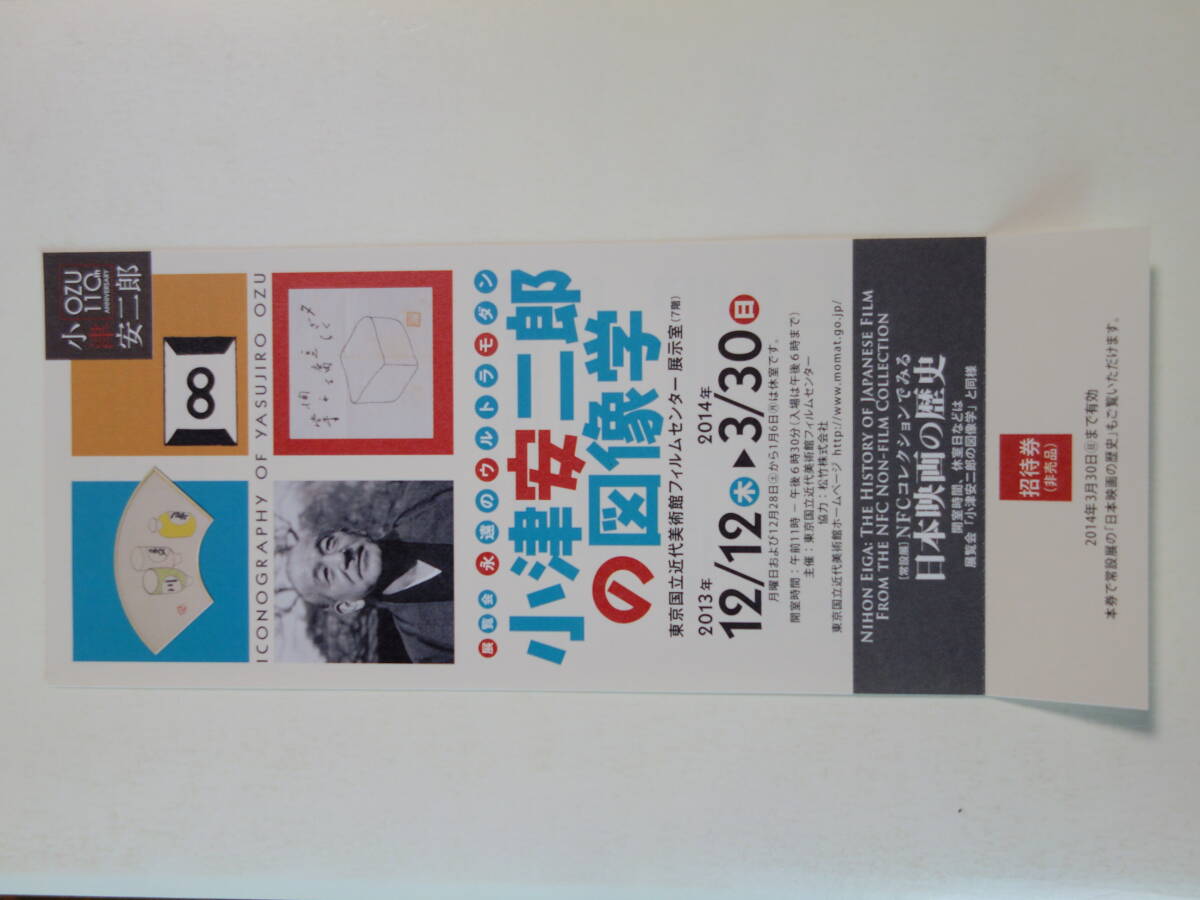 小津安二郎
OZU
110th
ANNIVERSARY
ICONOGRAPHY OF YASUJIRO OZU
8
展覧会 永遠のウルトラモダン
小津安二郎
の図像学
東京国立近代美術館フィルムセンター 展示室(7階)
2013年 2014年
12/12木▶3/30日
月曜日および12月28日㊏から1月6日㊊は休室です。
開室時間:午前11時－午後6時30分(入場は午後6時まで)
主催:東京国立近代美術館フィルムセンター
協力:松竹株式会社
東京国立近代美術館ホームページ http://www.momat.go.jp/
NIHON EIGA: THE HISTORY OF JAPANESE FILM
FROM THE NFC NON-FILM COLLECTION
[常設展] NFCコレクションでみる
日本映画の歴史
開室時間、休室日などは
展覧会「小津安二郎の図像学」と同様
招待券
(非売品)
2014年3月30日㊐まで有効
本券で常設展の「日本映画の歴史」もご覧いただけます。